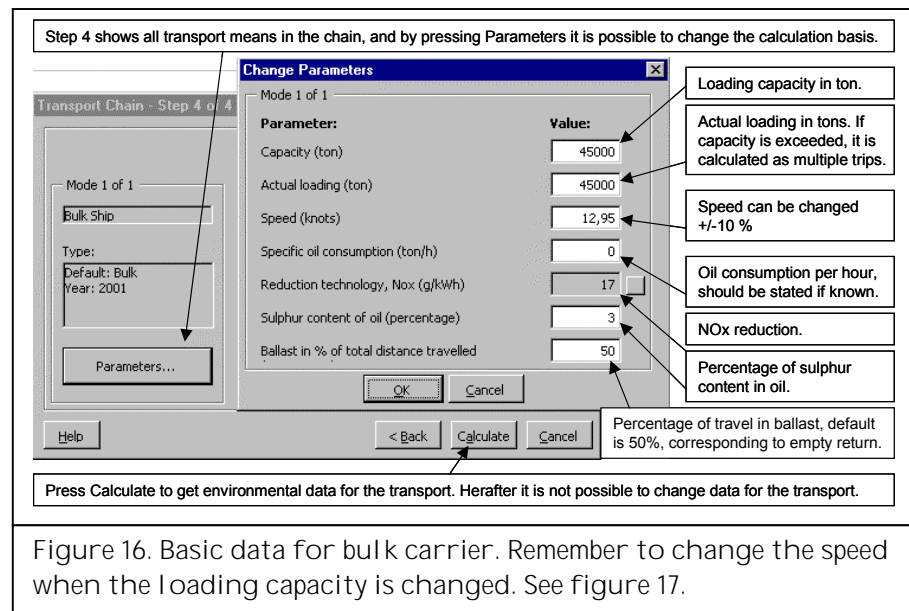 Step 4 shows all transport means in the chain, and by pressing Parameters it is possible to change the calculation basis.
Change Parameters
Transport Chain - Step 4 of 4
Mode 1 of 1
Bulk Ship
Type:
Default: Bulk
Year: 2001
Parameters...
Mode 1 of 1
Parameter: Value:
Capacity (ton) 45000
Actual loading (ton) 45000
Speed (knots) 12,95
Specific oil consumption (ton/h) 0
Reduction technology, Nox (g/kWh) 17
Sulphur content of oil (percentage) 3
Ballast in % of total distance travelled 50
OK Cancel
Help < Back Calculate Cancel
Loading capacity in ton.
Actual loading in tons. If
capacity is exceeded, it is
calculated as multiple trips.
Speed can be changed
+/-10 %
Oil consumption per hour,
should be stated if known.
NOx reduction.
Percentage of sulphur
content in oil.
Percentage of travel in ballast, default
is 50%, corresponding to empty return.
Press Calculate to get environmental data for the transport. Herafter it is not possible to change data for the transport.
Figure 16. Basic data for bulk carrier. Remember to change the speed
when the loading capacity is changed. See figure 17.